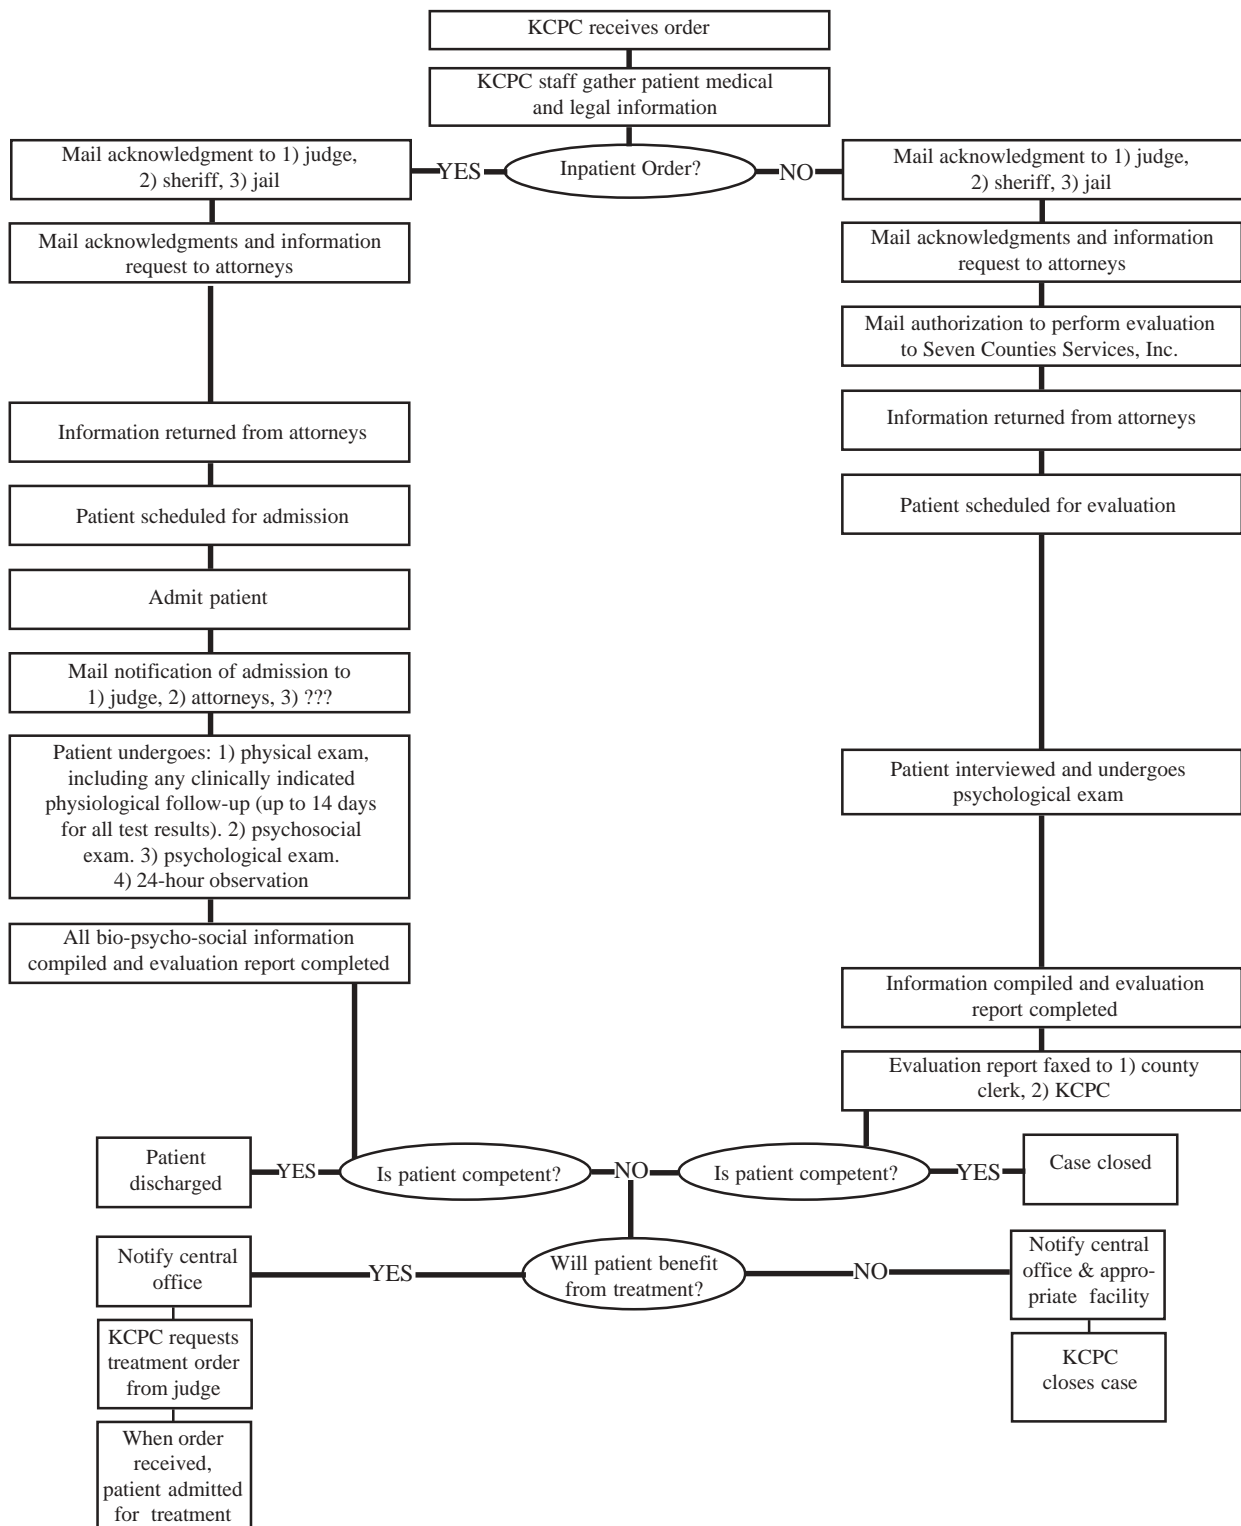 KCPC receives order
KCPC staff gather patient medical
and legal information
Inpatient Order?
YES
NO
Mail acknowledgment to 1) judge,
2) sheriff, 3) jail
Mail acknowledgments and information
request to attorneys
Information returned from attorneys
Patient scheduled for admission
Admit patient
Mail notification of admission to
1) judge, 2) attorneys, 3) ???
Patient undergoes: 1) physical exam,
including any clinically indicated
physiological follow-up (up to 14 days
for all test results). 2) psychosocial
exam. 3) psychological exam.
4) 24-hour observation
All bio-psycho-social information
compiled and evaluation report completed
Mail acknowledgment to 1) judge,
2) sheriff, 3) jail
Mail acknowledgments and information
request to attorneys
Mail authorization to perform evaluation
to Seven Counties Services, Inc.
Information returned from attorneys
Patient scheduled for evaluation
Patient interviewed and undergoes
psychological exam
Information compiled and evaluation
report completed
Evaluation report faxed to 1) county
clerk, 2) KCPC
Patient
discharged
YES
Is patient competent?
NO
Is patient competent?
YES
Case closed
Notify central
office
YES
Will patient benefit
from treatment?
NO
Notify central
office & appro-
priate facility
KCPC requests
treatment order
from judge
KCPC
closes case
When order
received,
patient admitted
for treatment